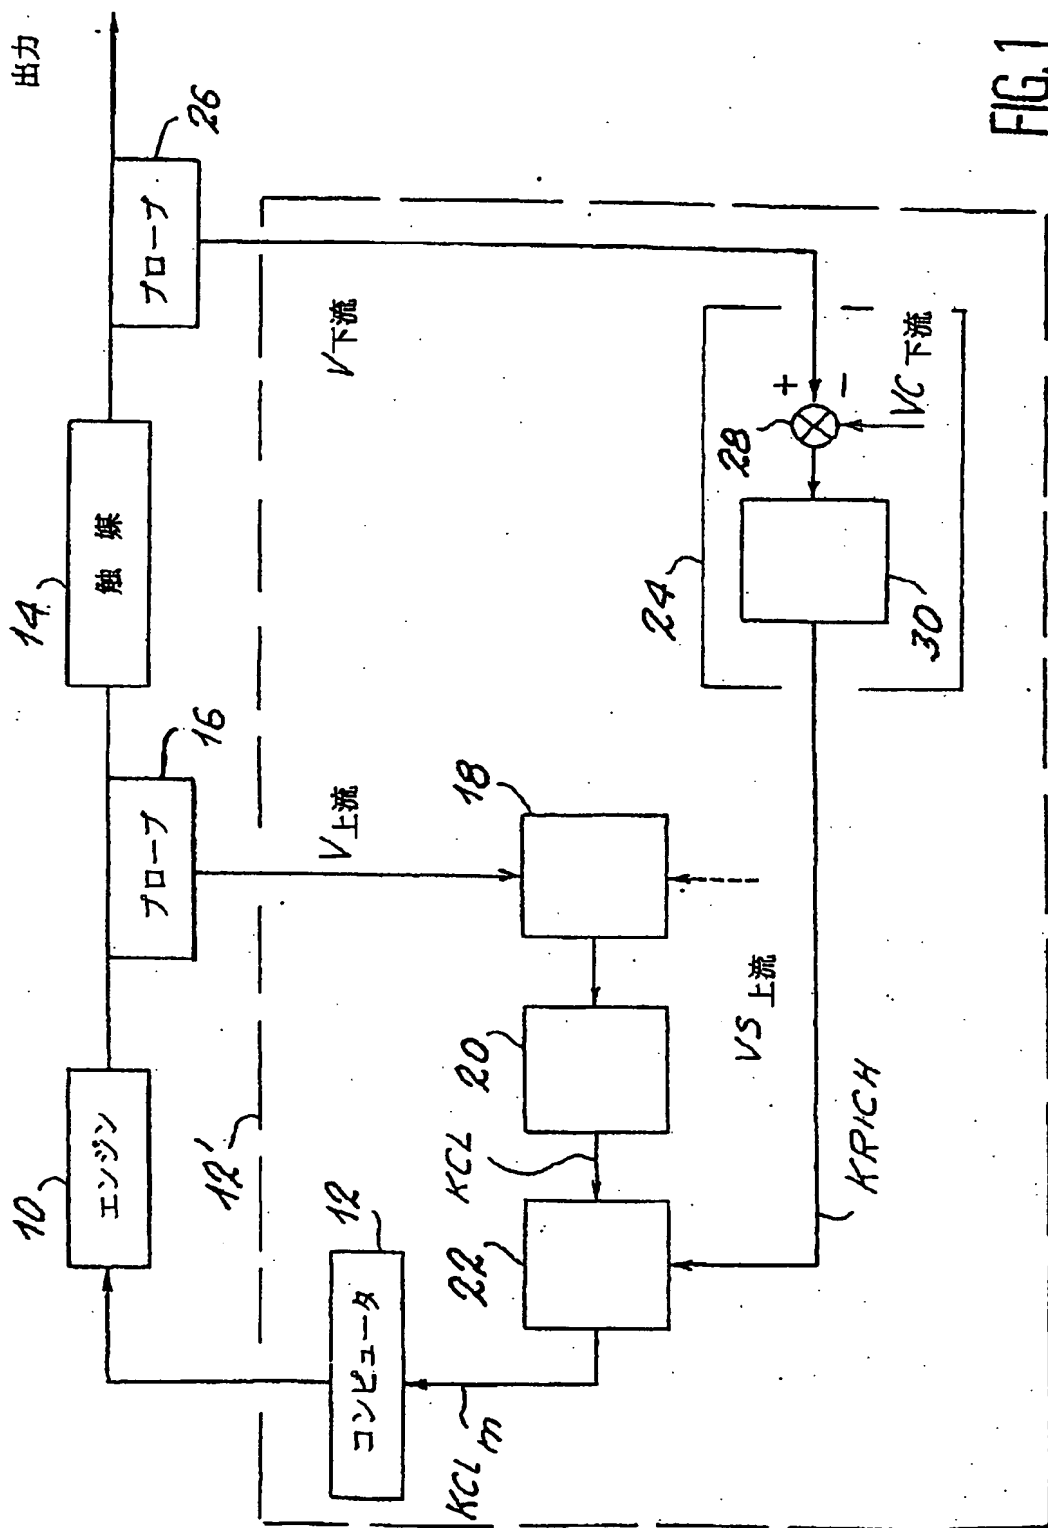 出力
26
プローブ
14
触媒
16
プローブ
10
エンジン
V下流
V上流
12'
12
コンピュータ
KCLm
18
20
KCL
22
VS上流
24
28
+
−
VC下流
30
KRICH
FIG.1